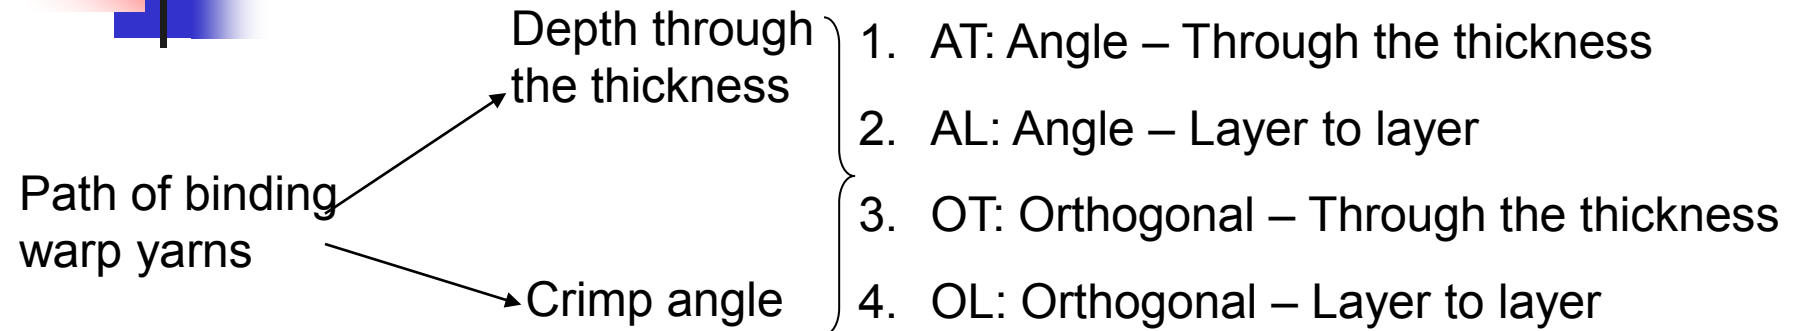 Path of binding
warp yarns
Depth through
the thickness
Crimp angle
1. AT: Angle – Through the thickness
2. AL: Angle – Layer to layer
3. OT: Orthogonal – Through the thickness
4. OL: Orthogonal – Layer to layer